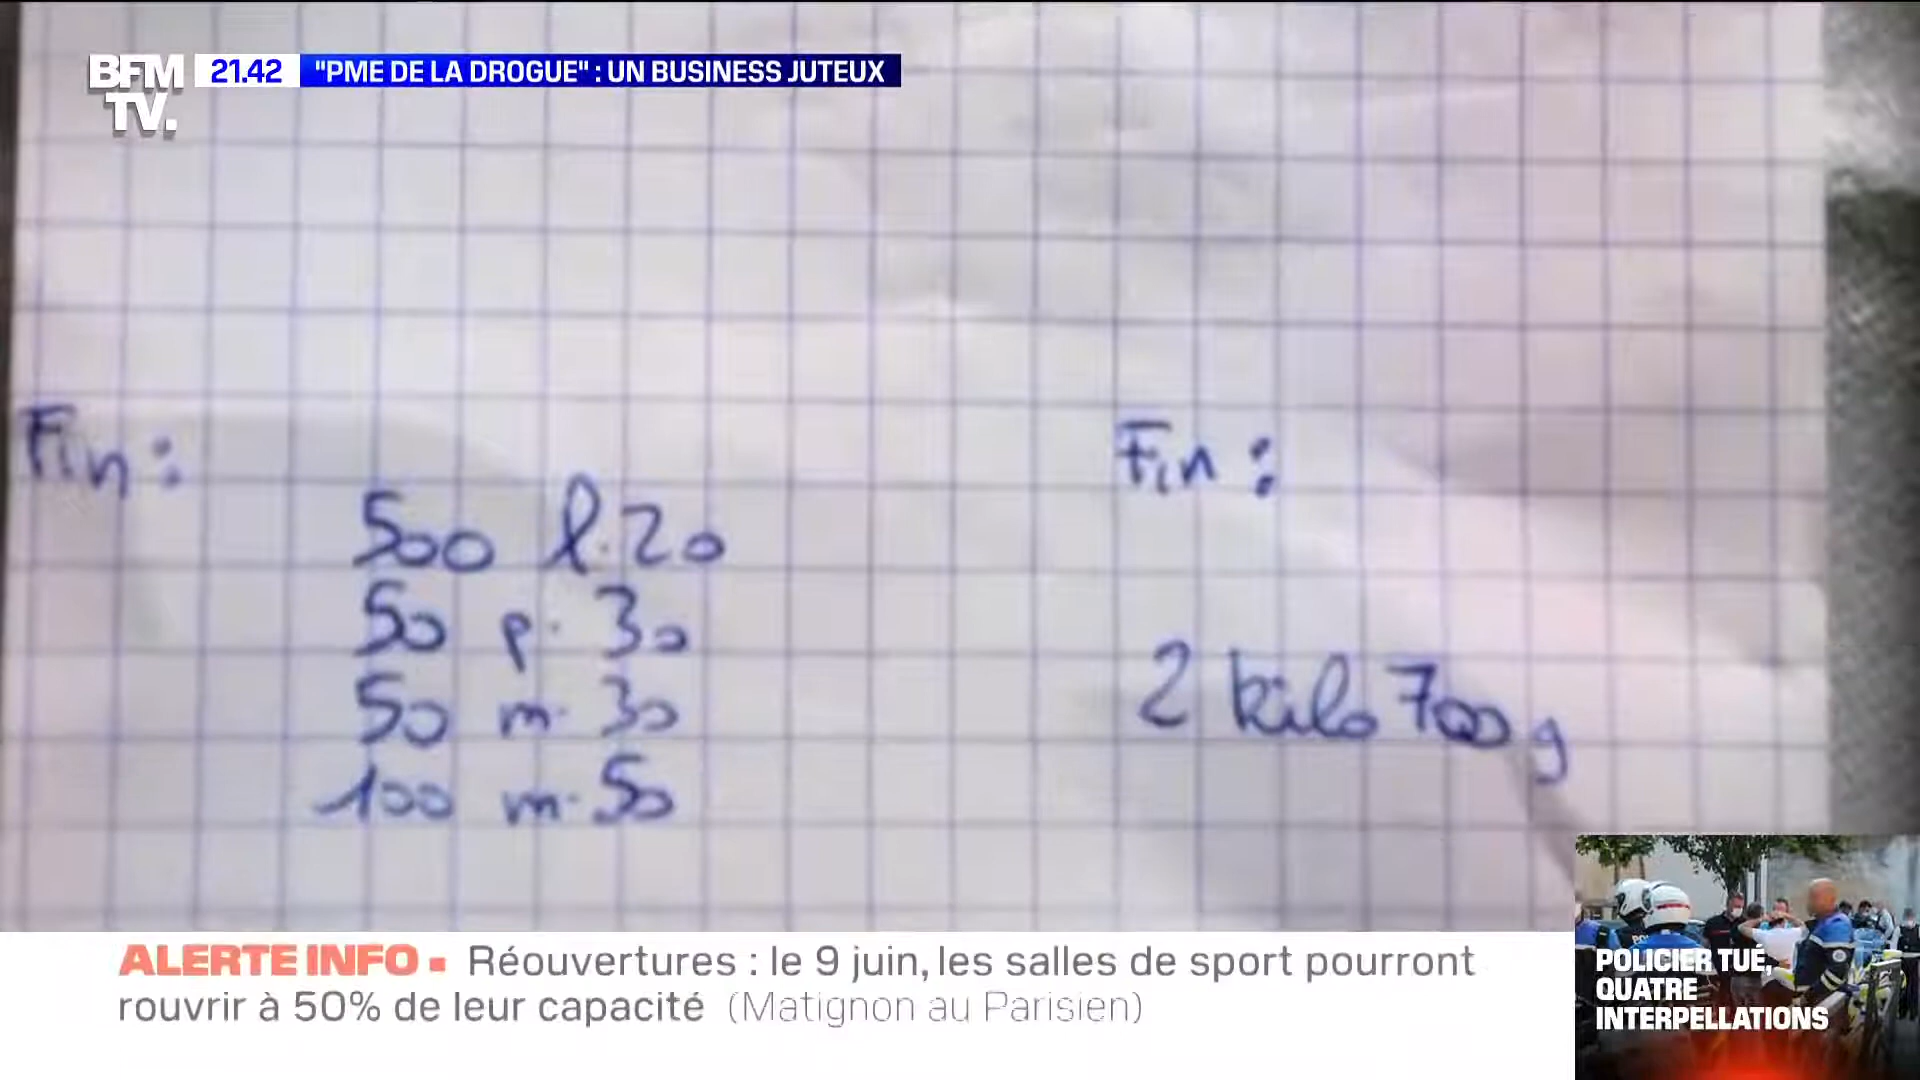 BFM
TV.
21.42
"PME DE LA DROGUE" : UN BUSINESS JUTEUX
Fin :
500 l. 20
50 p. 30
50 m. 30
100 m. 50
Fin :
2 kilo 700 g
ALERTE INFO ▪ Réouvertures : le 9 juin, les salles de sport pourront
rouvrir à 50% de leur capacité (Matignon au Parisien)
POLICIER TUÉ,
QUATRE
INTERPELLATIONS